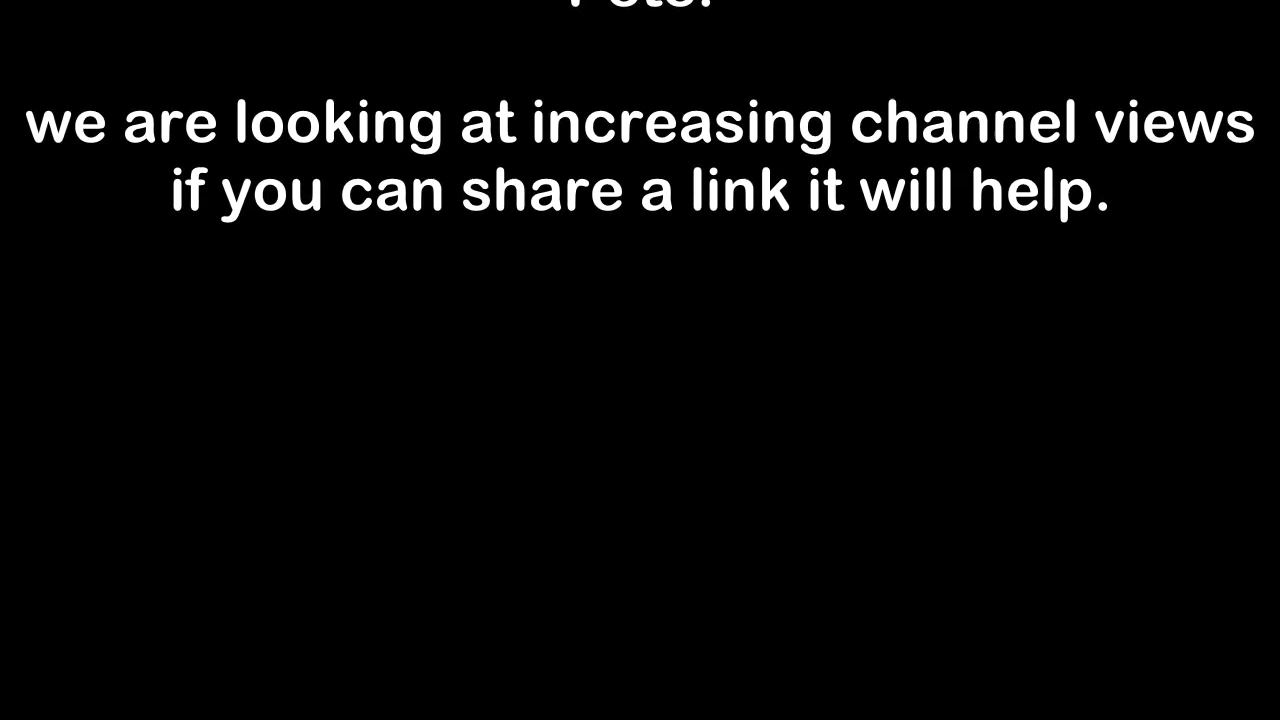 we are looking at increasing channel views
if you can share a link it will help.